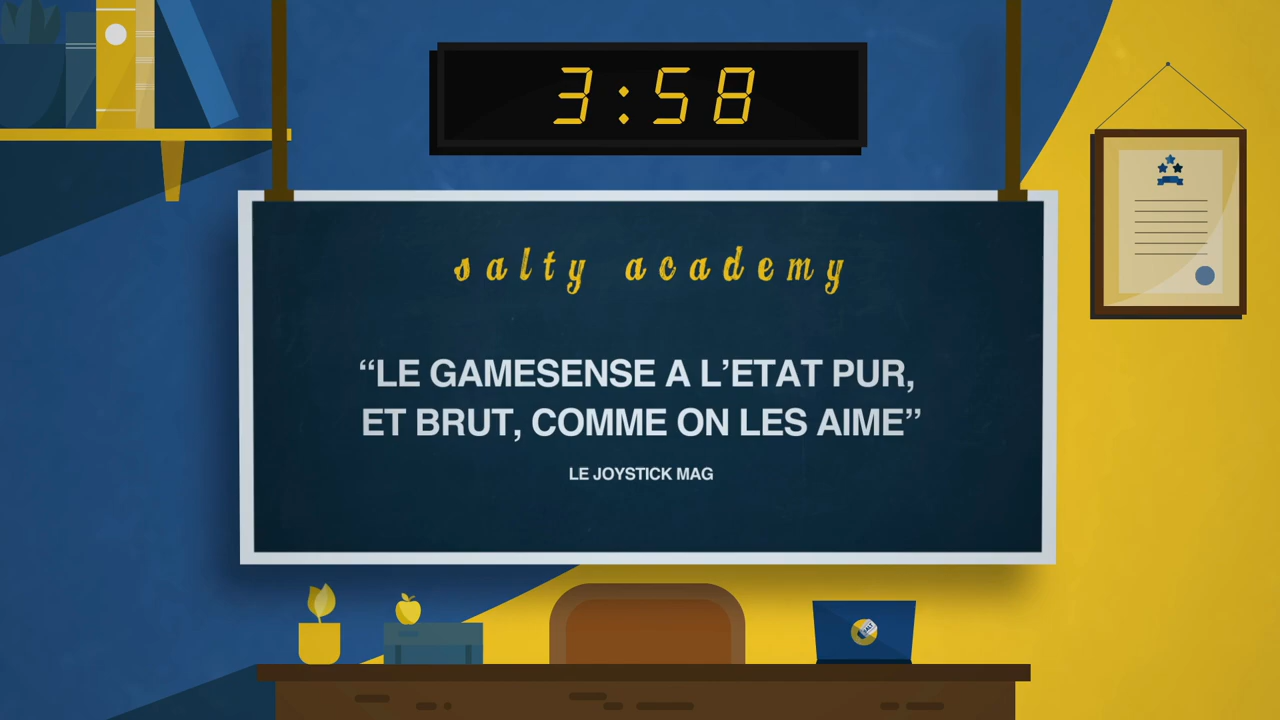 3:58
salty academy
“LE GAMESENSE A L’ETAT PUR,
ET BRUT, COMME ON LES AIME”
LE JOYSTICK MAG